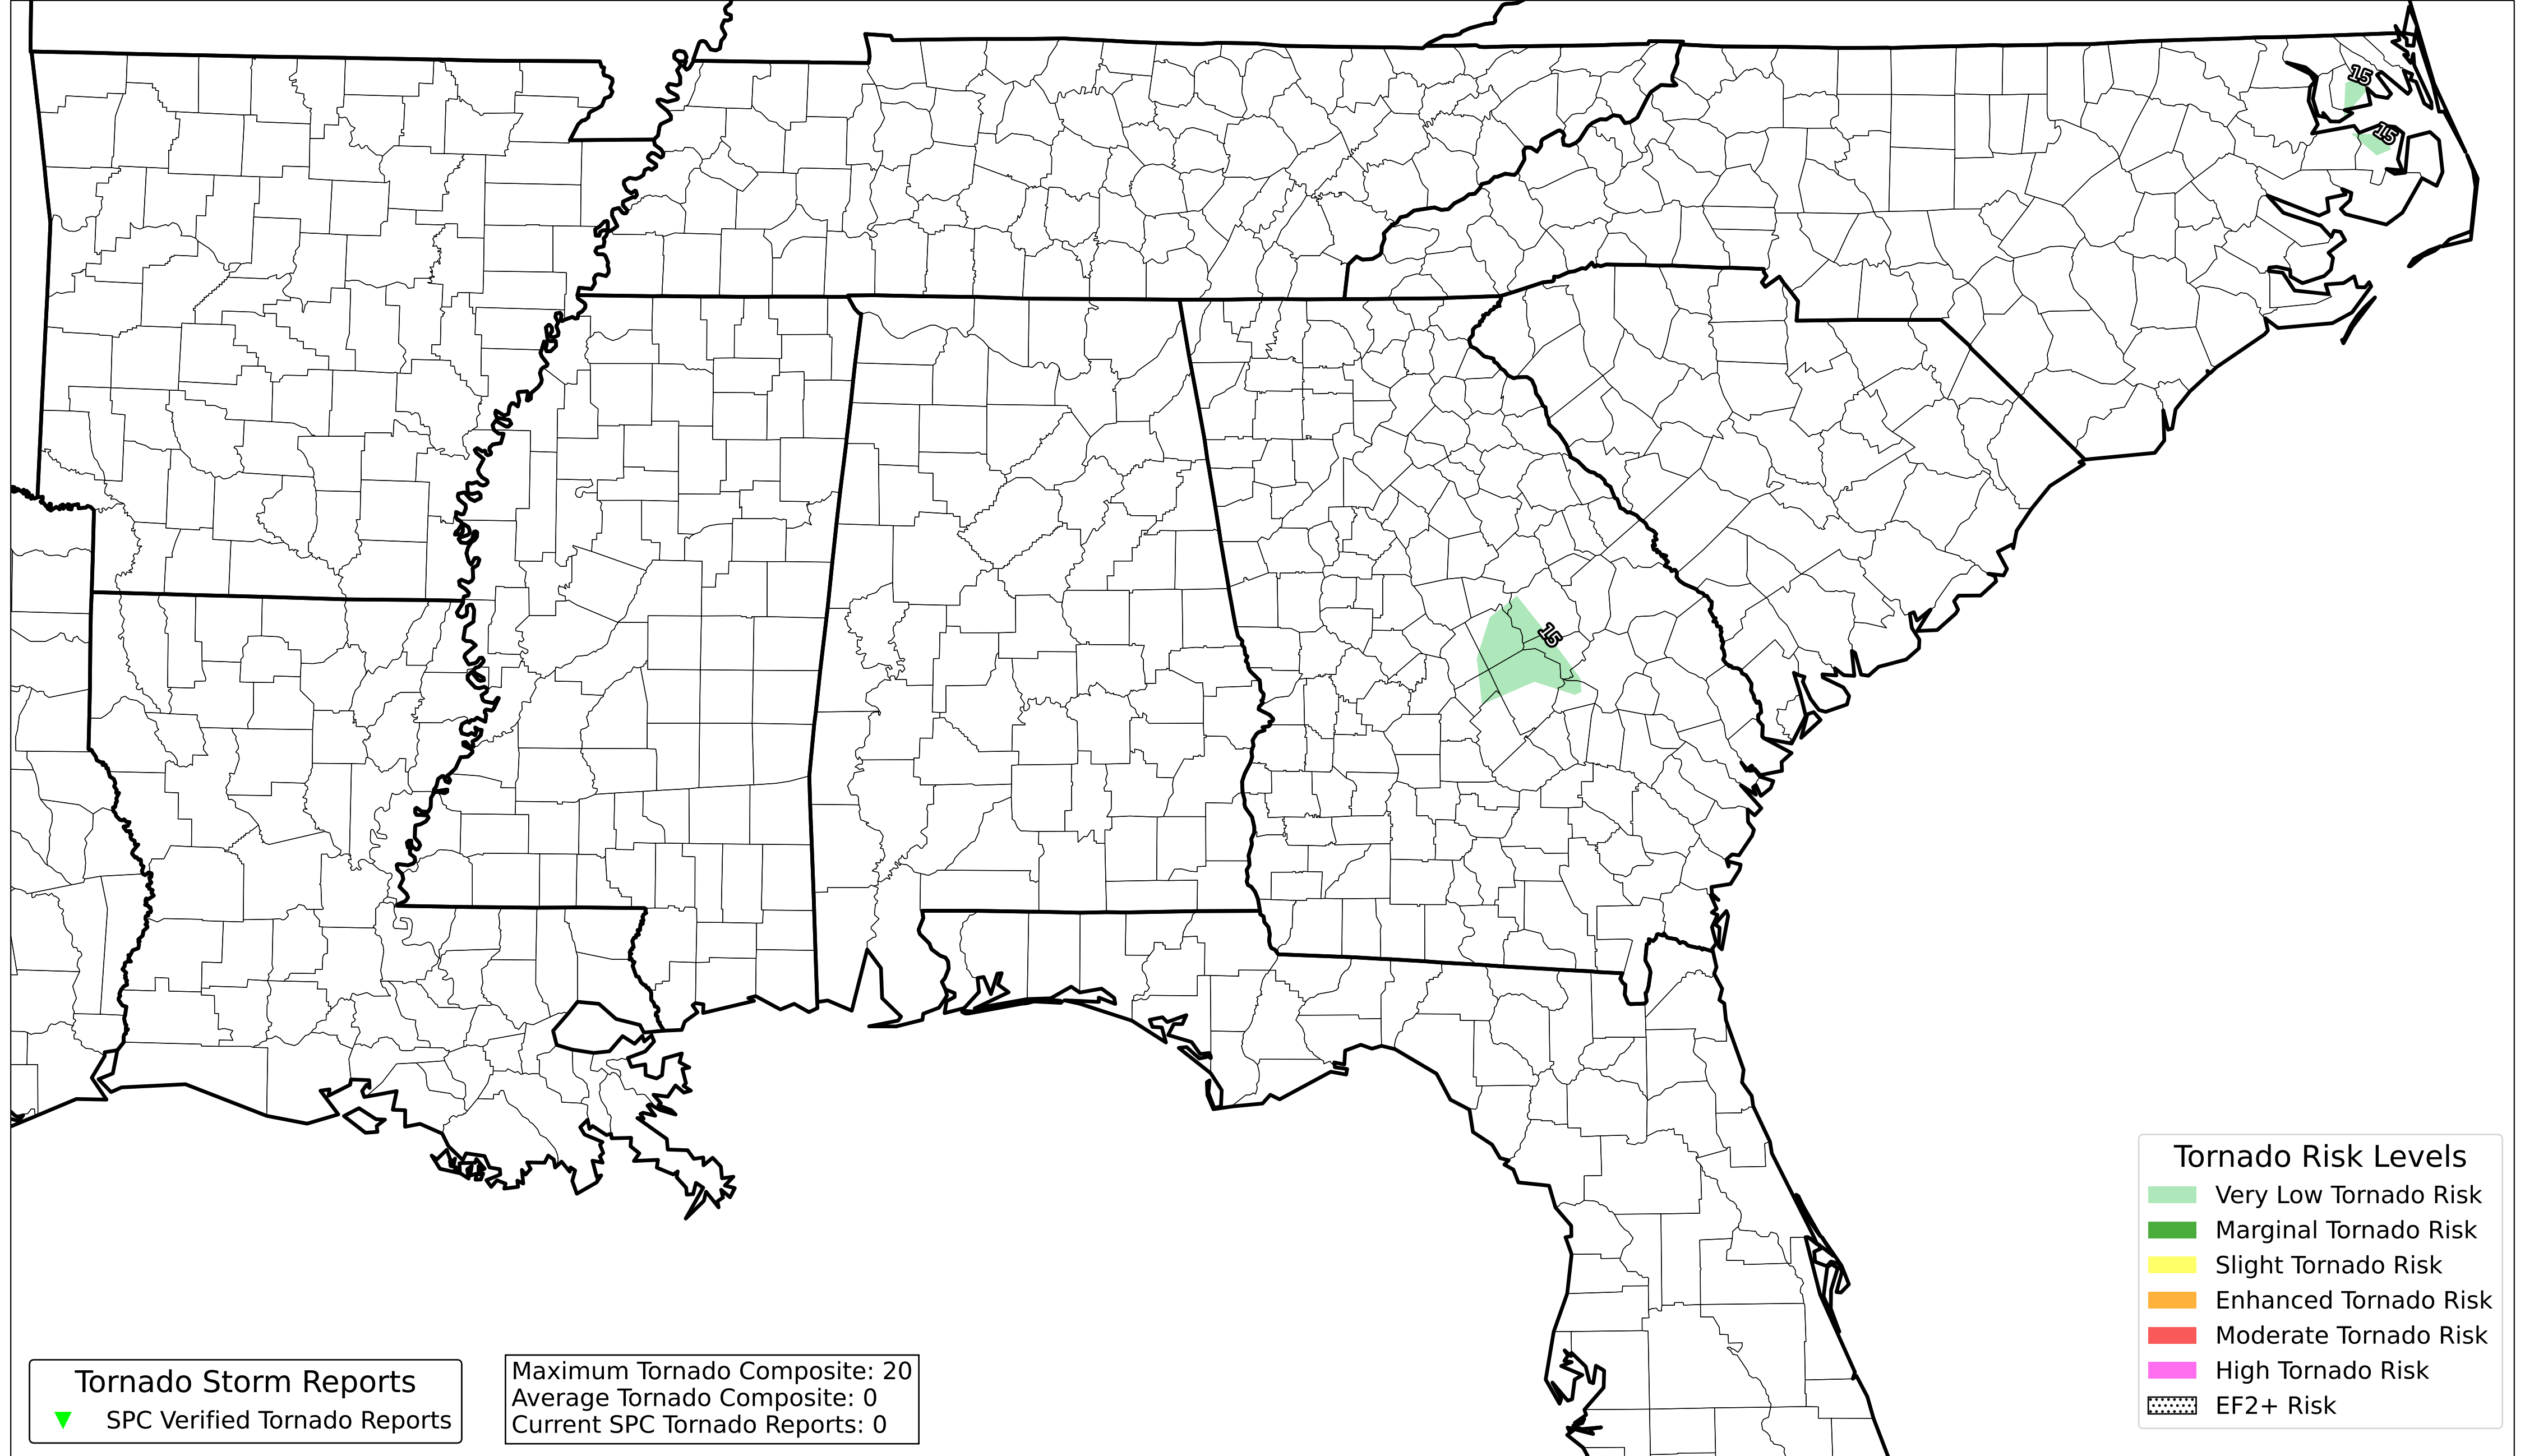 15
15
15
Tornado Risk Levels
Very Low Tornado Risk
Marginal Tornado Risk
Slight Tornado Risk
Enhanced Tornado Risk
Moderate Tornado Risk
High Tornado Risk
EF2+ Risk
Tornado Storm Reports
SPC Verified Tornado Reports
Maximum Tornado Composite: 20
Average Tornado Composite: 0
Current SPC Tornado Reports: 0